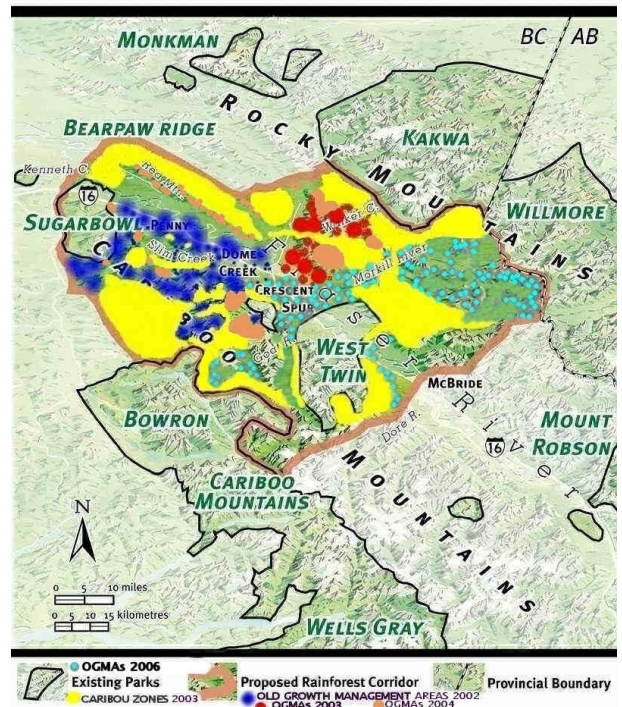 MONKMAN
BC AB
ROCKY MOUNTAINS
BEARPAW RIDGE
KAKWA
Kenneth C.
16
WILLMORE
SUGARBOWL
PENNY
Slim Creek
DOME
CREEK
Morkill River
CRESCENT
SPUR
WEST
TWIN
McBRIDE
BOWRON
Dore R.
Fraser River
MOUNT
ROBSON
16
CARIBOO
MOUNTAINS
CARIBOO MOUNTAINS
N
0 5 10 miles
0 5 10 15 kilometres
WELLS GRAY
OGMAs 2006
Existing Parks
Proposed Rainforest Corridor
Provincial Boundary
CARIBOU ZONES 2003
OLD GROWTH MANAGEMENT AREAS 2002
OGMAs 2003
OGMAs 2004